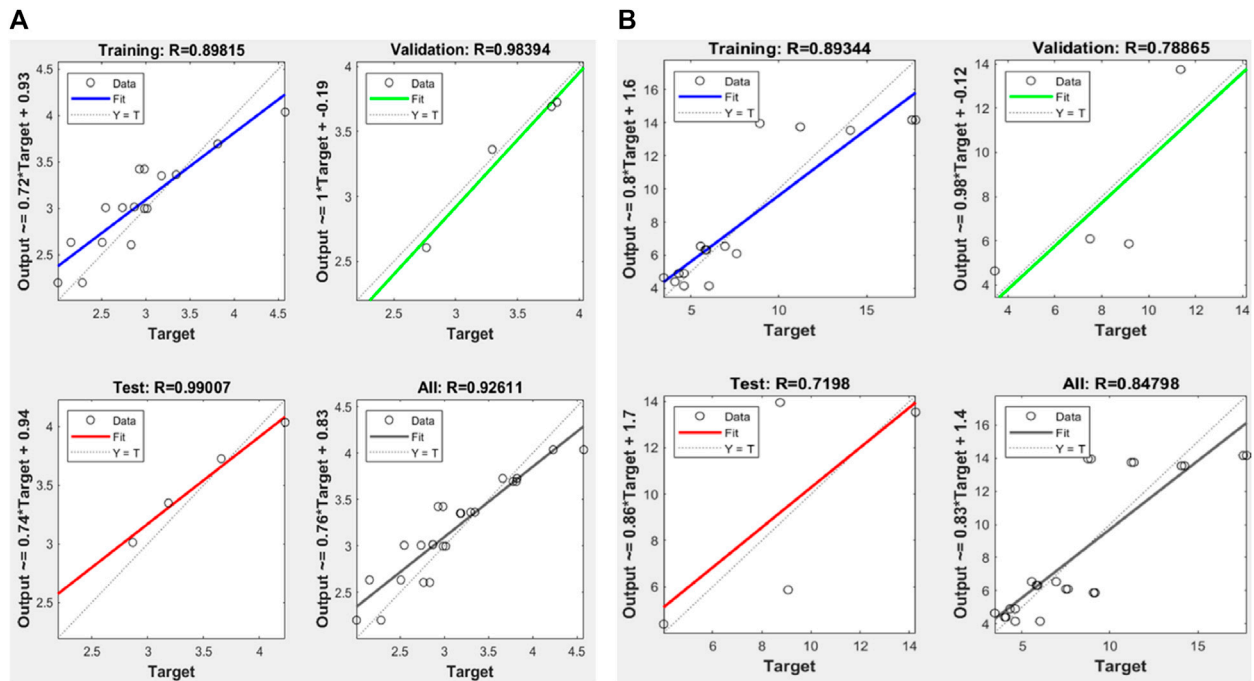 A
Training: R=0.89815
Output ~= 0.72*Target + 0.93
4.5
4
3.5
3
2.5
Data
Fit
Y = T
2.5 3 3.5 4 4.5
Target
Validation: R=0.98394
Output ~= 1*Target + -0.19
4
3.5
3
2.5
Data
Fit
Y = T
2.5 3 3.5 4
Target
Test: R=0.99007
Output ~= 0.74*Target + 0.94
4
3.5
3
2.5
Data
Fit
Y = T
2.5 3 3.5 4
Target
All: R=0.92611
Output ~= 0.76*Target + 0.83
4.5
4
3.5
3
2.5
Data
Fit
Y = T
2.5 3 3.5 4 4.5
Target
B
Training: R=0.89344
Output ~= 0.8*Target + 1.6
16
14
12
10
8
6
4
Data
Fit
Y = T
5 10 15
Target
Validation: R=0.78865
Output ~= 0.98*Target + -0.12
14
12
10
8
6
4
Data
Fit
Y = T
4 6 8 10 12 14
Target
Test: R=0.7198
Output ~= 0.86*Target + 1.7
14
12
10
8
6
Data
Fit
Y = T
6 8 10 12 14
Target
All: R=0.84798
Output ~= 0.83*Target + 1.4
16
14
12
10
8
6
4
Data
Fit
Y = T
5 10 15
Target